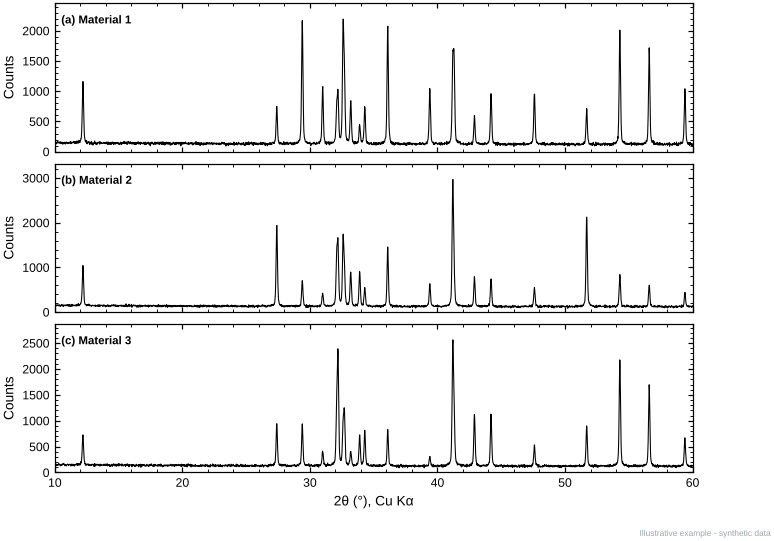 (a) Material 1
Counts
2000
1500
1000
500
0
(b) Material 2
Counts
3000
2000
1000
0
(c) Material 3
Counts
2500
2000
1500
1000
500
0
10 20 30 40 50 60
2θ (°), Cu Kα
Illustrative example - synthetic data